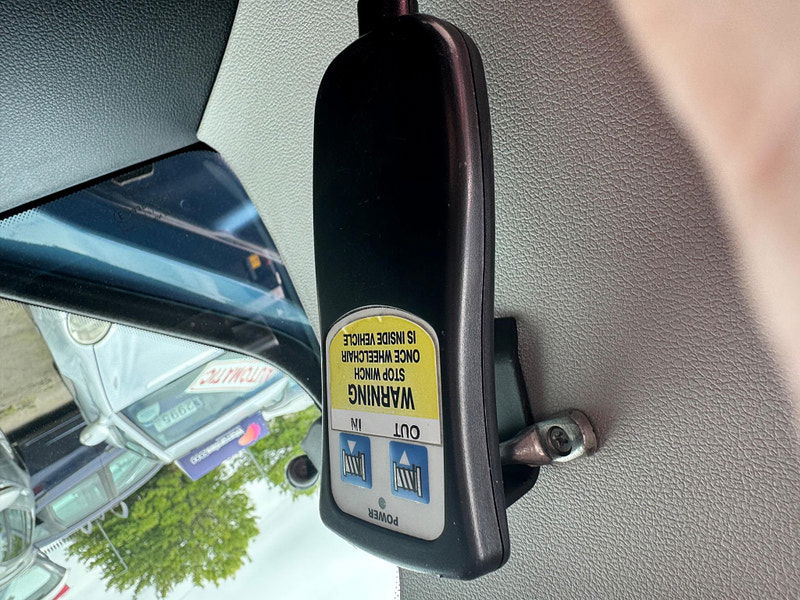 POWER
OUT IN
WARNING
STOP WINCH
ONCE WHEELCHAIR
IS INSIDE VEHICLE
AUTOMATIC